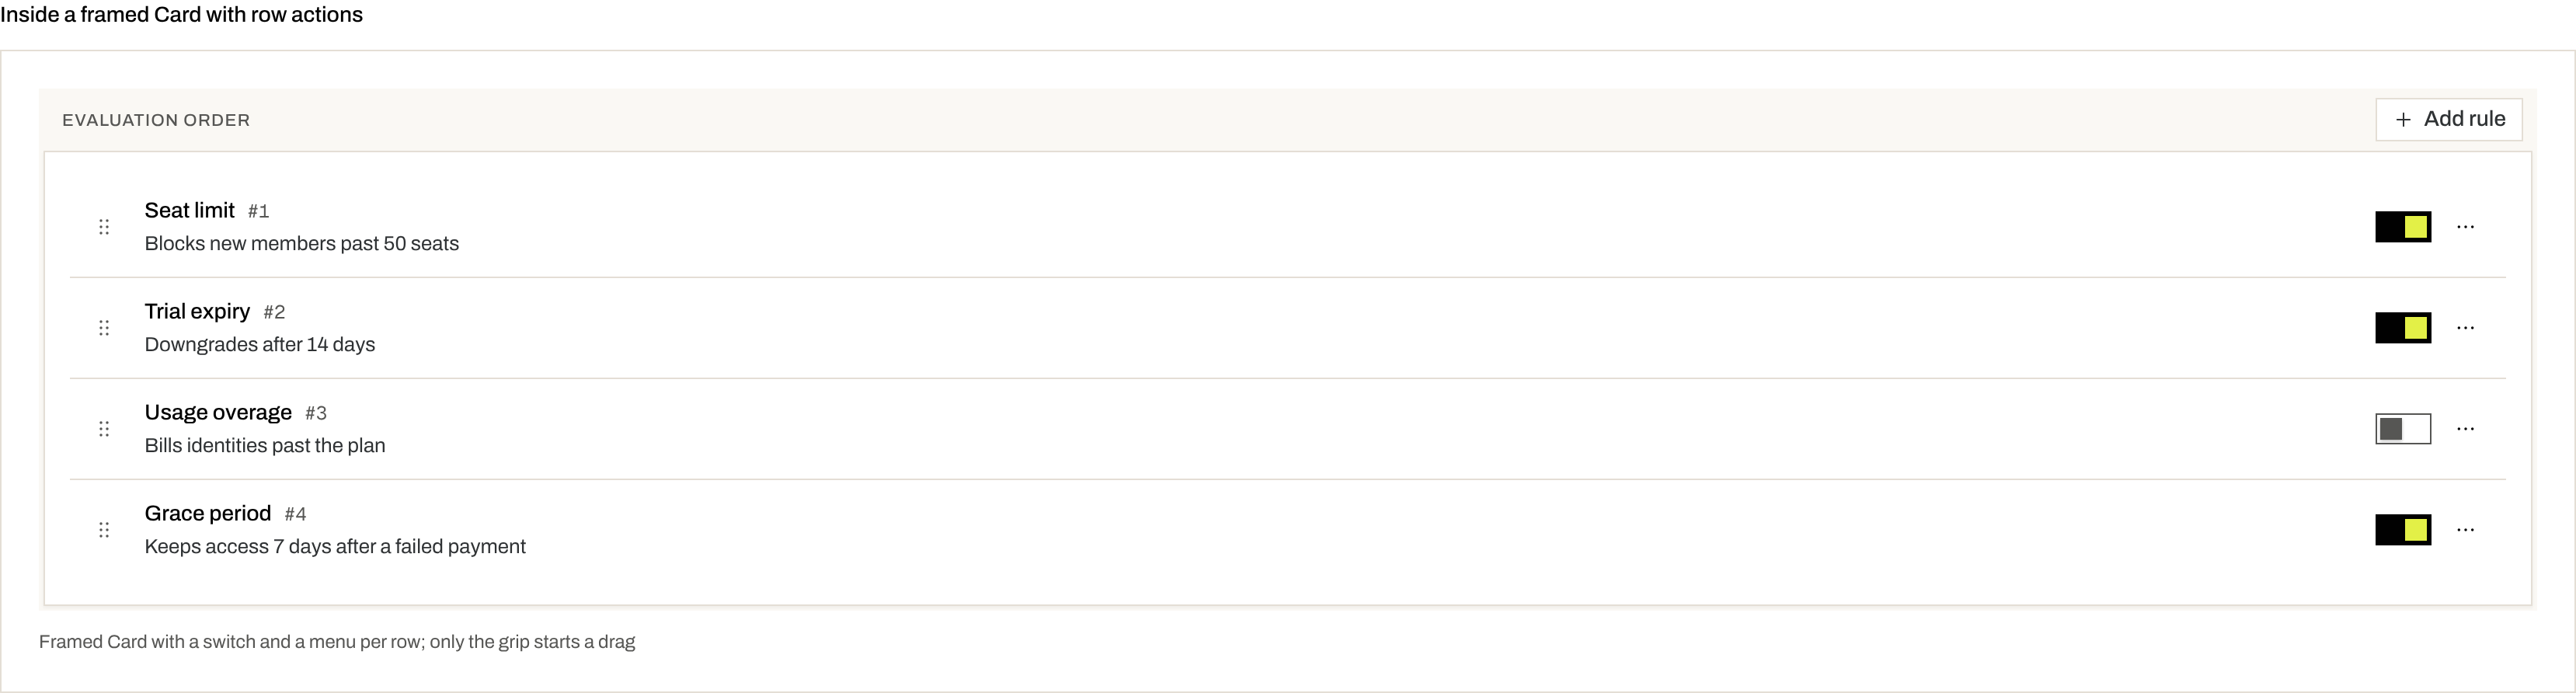 Inside a framed Card with row actions
EVALUATION ORDER
+ Add rule
Seat limit #1
Blocks new members past 50 seats
Trial expiry #2
Downgrades after 14 days
Usage overage #3
Bills identities past the plan
Grace period #4
Keeps access 7 days after a failed payment
Framed Card with a switch and a menu per row; only the grip starts a drag